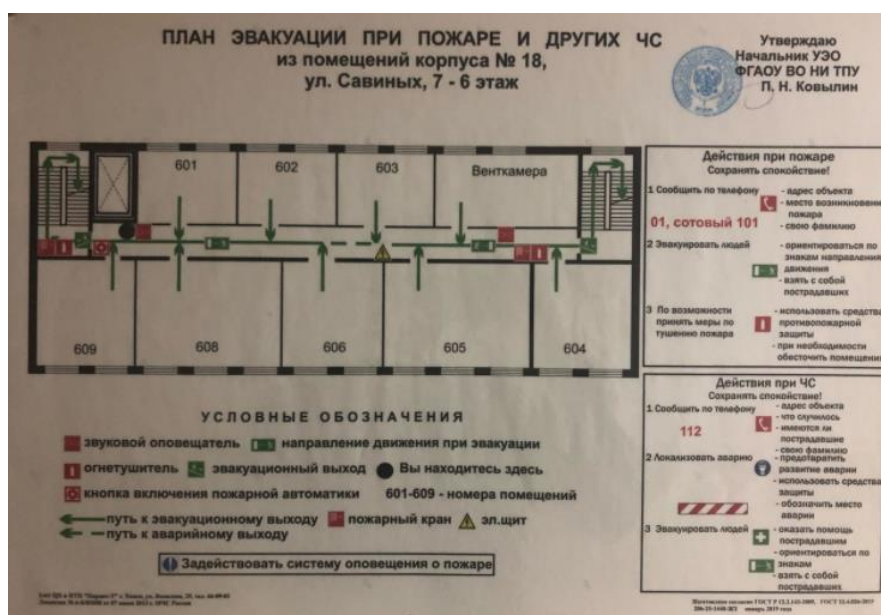 ПЛАН ЭВАКУАЦИИ ПРИ ПОЖАРЕ И ДРУГИХ ЧС
из помещений корпуса № 18,
ул. Савиных, 7 - 6 этаж
Утверждаю
Начальник УЭО
ФГАОУ ВО НИ ТПУ
П. Н. Ковылин
601
602
603
Венткамера
609
608
606
605
604
УСЛОВНЫЕ ОБОЗНАЧЕНИЯ
звуковой оповещатель
направление движения при эвакуации
огнетушитель
эвакуационный выход
Вы находитесь здесь
кнопка включения пожарной автоматики
601-609 - номера помещений
путь к эвакуационному выходу
пожарный кран
эл.щит
путь к аварийному выходу
Задействовать систему оповещения о пожаре
Действия при пожаре
Сохранять спокойствие!
1 Сообщить по телефону
01, сотовый 101
- адрес объекта
- место возникновени
пожара
- свою фамилию
2 Эвакуировать людей
- ориентироваться по
знакам направления
движения
- взять с собой
пострадавших
3 По возможности
принять меры по
тушению пожара
- использовать средства
противопожарной
защиты
- при необходимости
обесточить помещени
Действия при ЧС
Сохранять спокойствие!
1 Сообщить по телефону
112
- адрес объекта
- что случилось
- имеются ли
пострадавшие
- свою фамилию
2 Локализовать аварию
- предотвратить
развитие аварии
- использовать средства
защиты
- обозначить место
аварии
3 Эвакуировать людей
- оказать помощь
пострадавшим
- ориентироваться по
знакам
- взять с собой
пострадавших